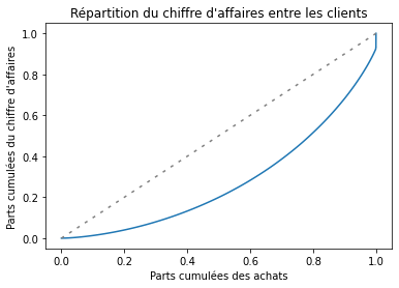 Répartition du chiffre d'affaires entre les clients
Parts cumulées du chiffre d'affaires
1.0
0.8
0.6
0.4
0.2
0.0
0.0 0.2 0.4 0.6 0.8 1.0
Parts cumulées des achats